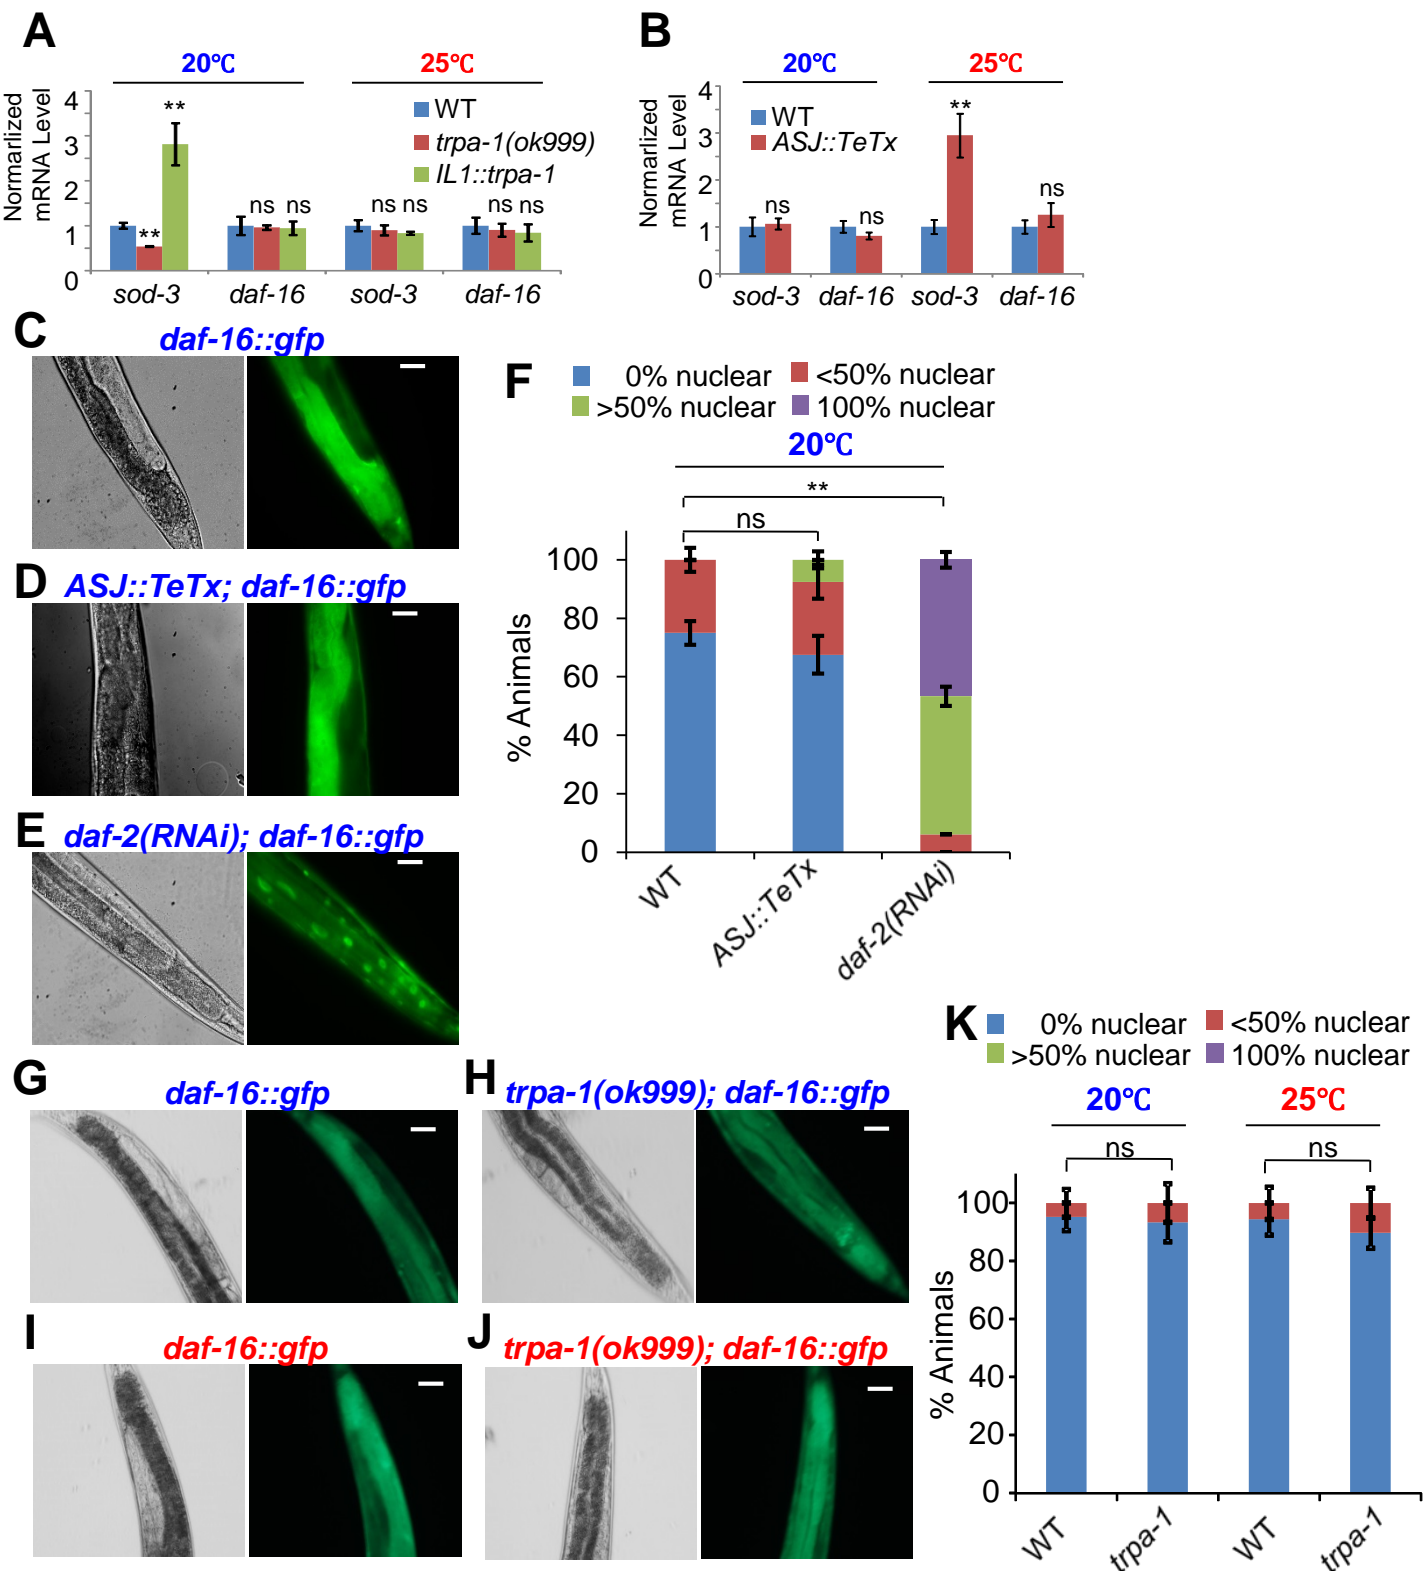 A
B
20℃
25℃
20℃
25℃
Normarlized
mRNA Level
4
3
2
1
0
**
**
ns ns
ns ns
ns ns
WT
trpa-1(ok999)
IL1::trpa-1
sod-3
daf-16
sod-3
daf-16
Normarlized
mRNA Level
4
3
2
1
0
WT
ASJ::TeTx
ns
ns
**
ns
sod-3
daf-16
sod-3
daf-16
C
daf-16::gfp
D
ASJ::TeTx; daf-16::gfp
E
daf-2(RNAi); daf-16::gfp
F
0% nuclear
<50% nuclear
>50% nuclear
100% nuclear
20℃
**
ns
% Animals
100
80
60
40
20
0
WT
ASJ::TeTx
daf-2(RNAi)
G
daf-16::gfp
H
trpa-1(ok999); daf-16::gfp
I
daf-16::gfp
J
trpa-1(ok999); daf-16::gfp
K
0% nuclear
<50% nuclear
>50% nuclear
100% nuclear
20℃
25℃
ns
ns
% Animals
100
80
60
40
20
0
WT
trpa-1
WT
trpa-1